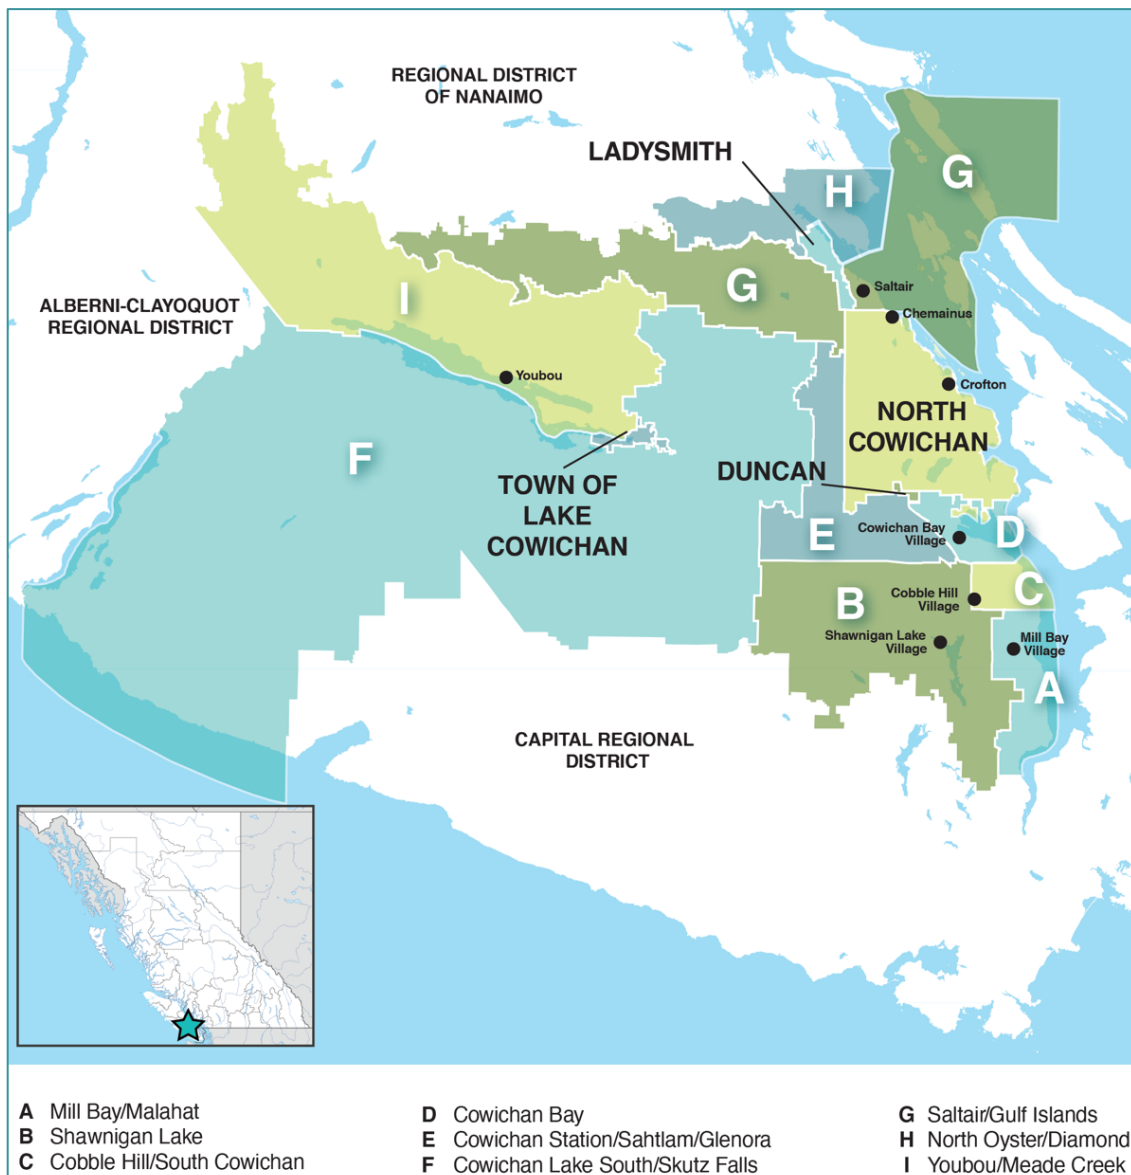 REGIONAL DISTRICT
OF NANAIMO
LADYSMITH
H
G
ALBERNI-CLAYOQUOT
REGIONAL DISTRICT
I
G
Saltair
Chemainus
Youbou
Crofton
NORTH
COWICHAN
F
TOWN OF
LAKE
COWICHAN
DUNCAN
E
Cowichan Bay
Village
D
B
Cobble Hill
Village
C
Shawnigan Lake
Village
Mill Bay
Village
A
CAPITAL REGIONAL
DISTRICT
A Mill Bay/Malahat
B Shawnigan Lake
C Cobble Hill/South Cowichan
D Cowichan Bay
E Cowichan Station/Sahtlam/Glenora
F Cowichan Lake South/Skutz Falls
G Saltair/Gulf Islands
H North Oyster/Diamond
I Youbou/Meade Creek